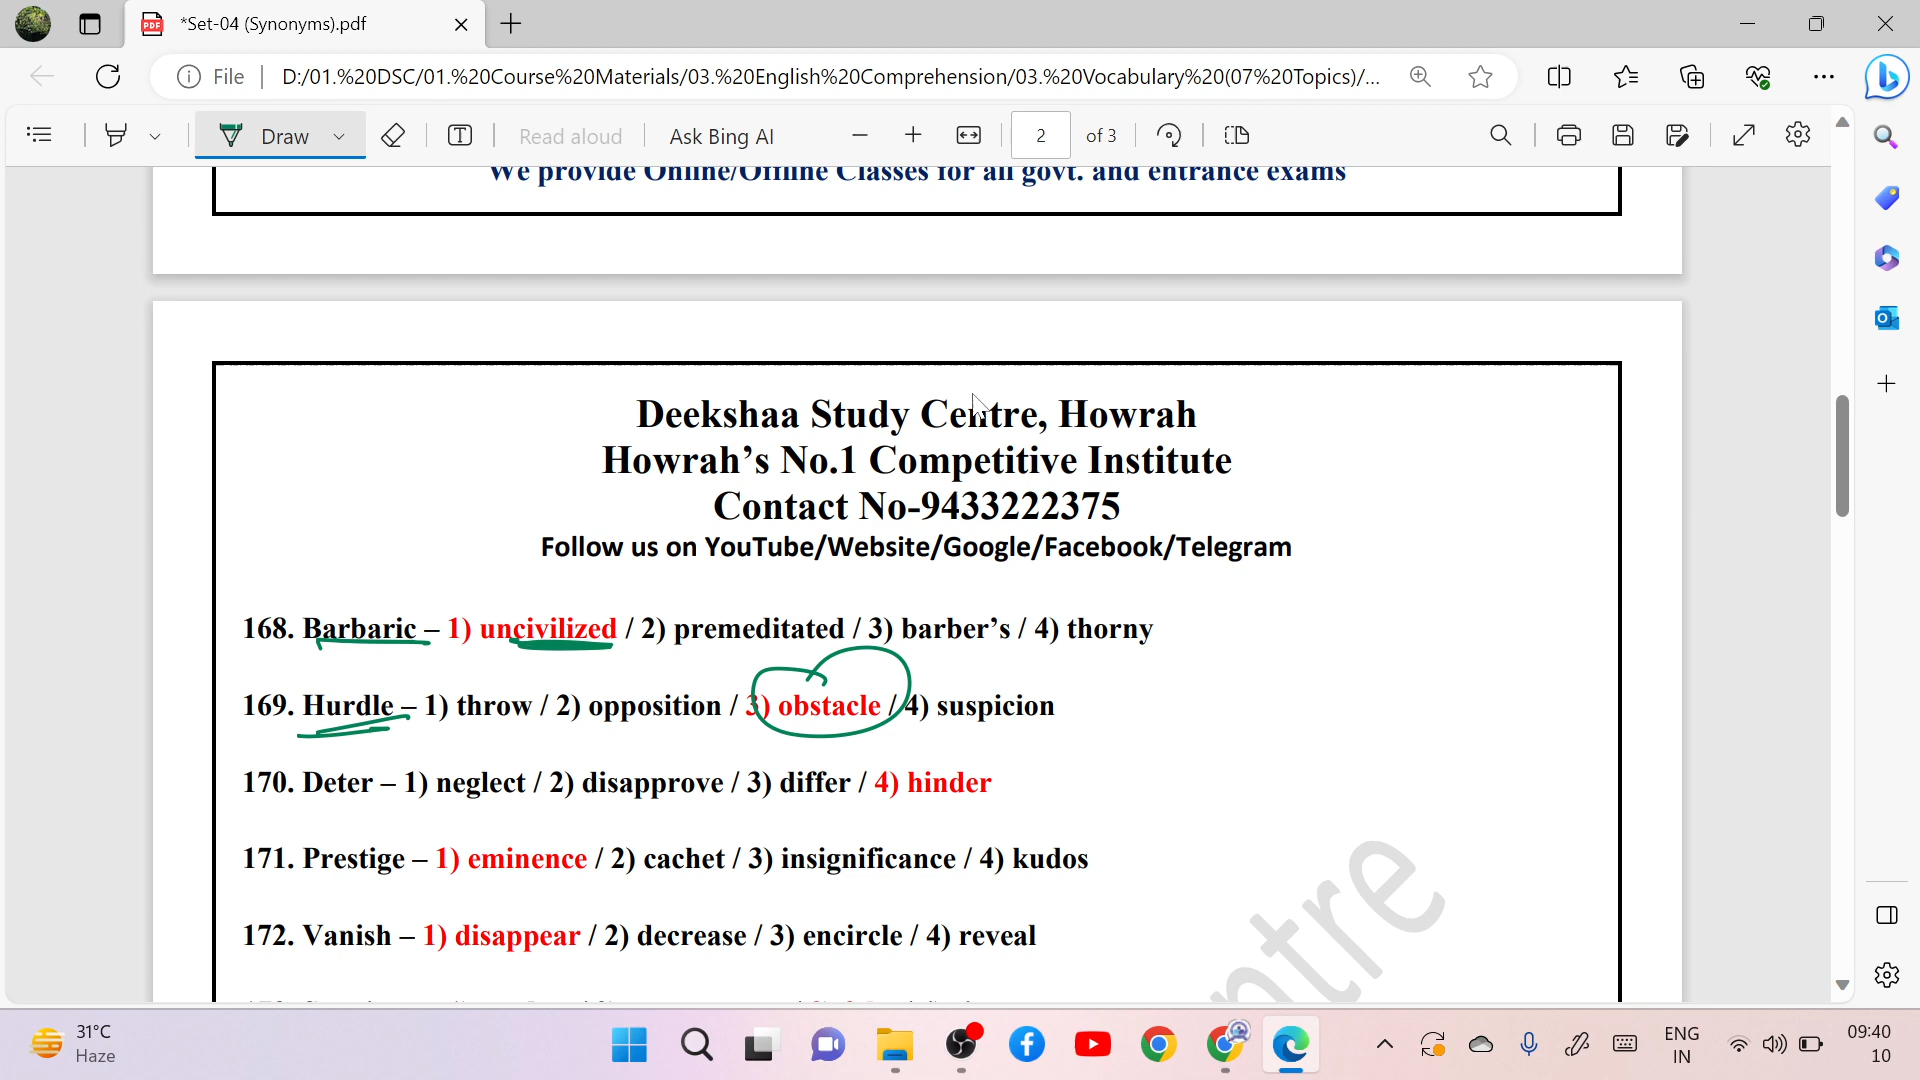 *Set-04 (Synonyms).pdf
File
D:/01.%20DSC/01.%20Course%20Materials/03.%20English%20Comprehension/03.%20Vocabulary%20(07%20Topics)/...
Draw
Read aloud
Ask Bing AI
2
of 3
We provide Online/Offline Classes for all govt. and entrance exams
Deekshaa Study Centre, Howrah
Howrah's No.1 Competitive Institute
Contact No-9433222375
Follow us on YouTube/Website/Google/Facebook/Telegram
168. Barbaric – 1) uncivilized / 2) premeditated / 3) barber's / 4) thorny
169. Hurdle – 1) throw / 2) opposition / 3) obstacle / 4) suspicion
170. Deter – 1) neglect / 2) disapprove / 3) differ / 4) hinder
171. Prestige – 1) eminence / 2) cachet / 3) insignificance / 4) kudos
172. Vanish – 1) disappear / 2) decrease / 3) encircle / 4) reveal
ntre
31°C
Haze
ENG
IN
09:40
10